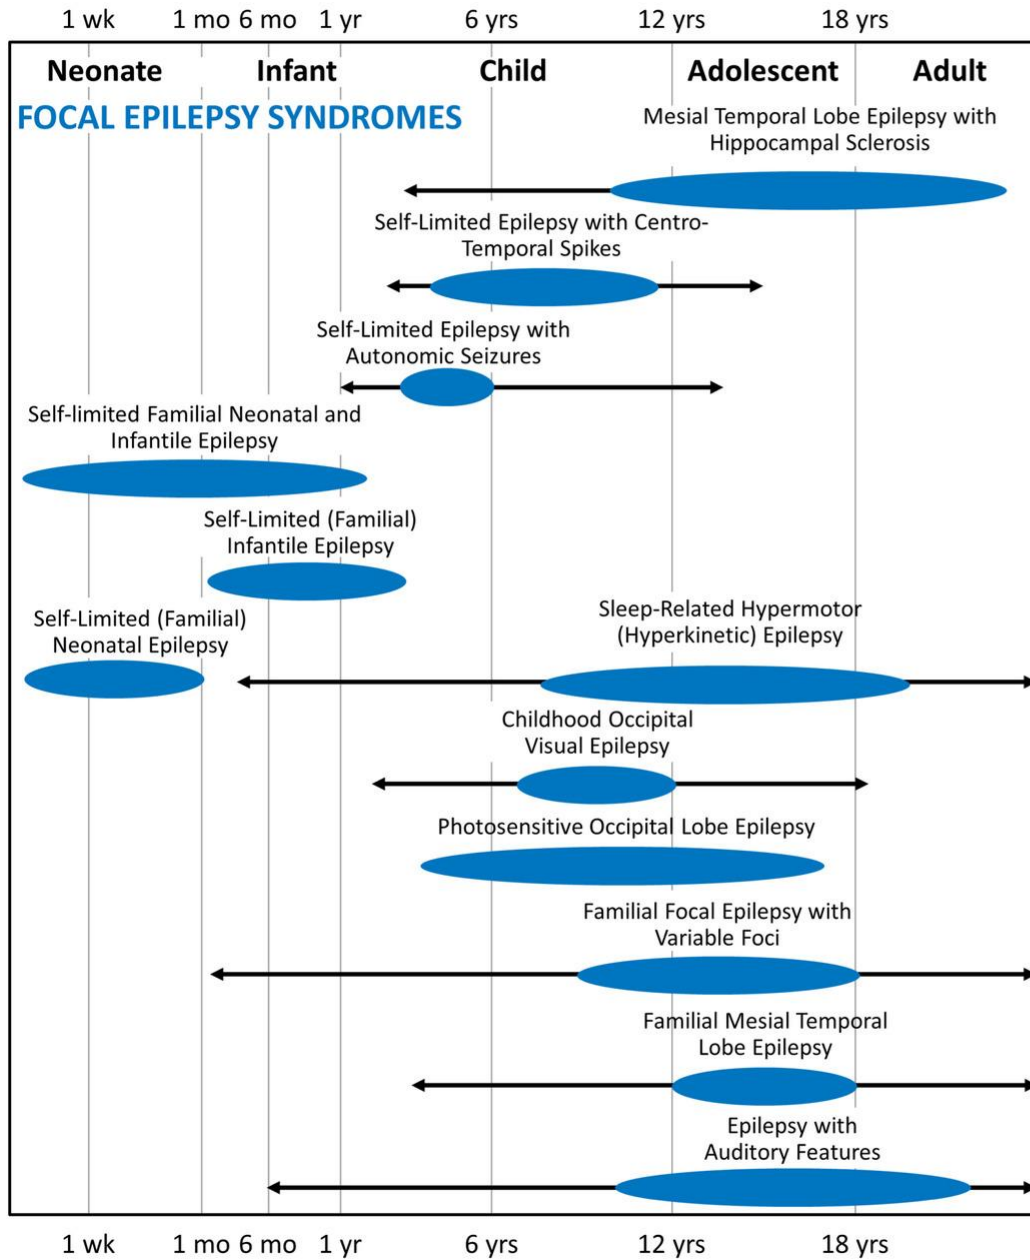 1 wk 1 mo 6 mo 1 yr 6 yrs 12 yrs 18 yrs
Neonate Infant Child Adolescent Adult
FOCAL EPILEPSY SYNDROMES
Mesial Temporal Lobe Epilepsy with
Hippocampal Sclerosis
Self-Limited Epilepsy with Centro-
Temporal Spikes
Self-Limited Epilepsy with
Autonomic Seizures
Self-limited Familial Neonatal and
Infantile Epilepsy
Self-Limited (Familial)
Infantile Epilepsy
Self-Limited (Familial)
Neonatal Epilepsy
Sleep-Related Hypermotor
(Hyperkinetic) Epilepsy
Childhood Occipital
Visual Epilepsy
Photosensitive Occipital Lobe Epilepsy
Familial Focal Epilepsy with
Variable Foci
Familial Mesial Temporal
Lobe Epilepsy
Epilepsy with
Auditory Features
1 wk 1 mo 6 mo 1 yr 6 yrs 12 yrs 18 yrs